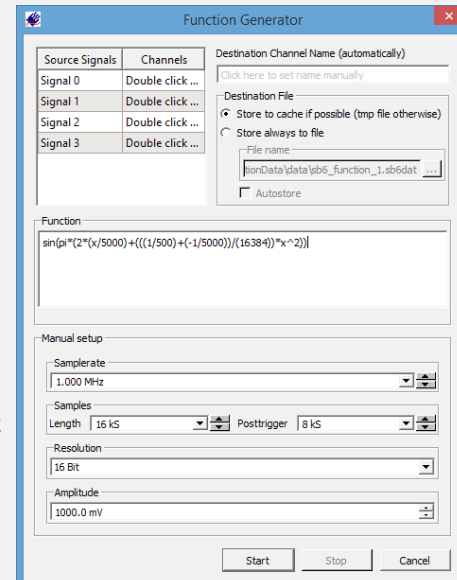 Function Generator
Source Signals Channels
Signal 0 Double click ...
Signal 1 Double click ...
Signal 2 Double click ...
Signal 3 Double click ...
Destination Channel Name (automatically)
Click here to set name manually
Destination File
Store to cache if possible (tmp file otherwise)
Store always to file
File name
tionData\data\sb6_function_1.sb6dat ...
Autostore
Function
sin(pi*(2*(x/5000)+(((1/500)+(-1/5000))/(16384))*x^2))
Manual setup
Samplerate
1.000 MHz
Samples
Length 16 kS Posttrigger 8 kS
Resolution
16 Bit
Amplitude
1000.0 mV
Start Stop Cancel